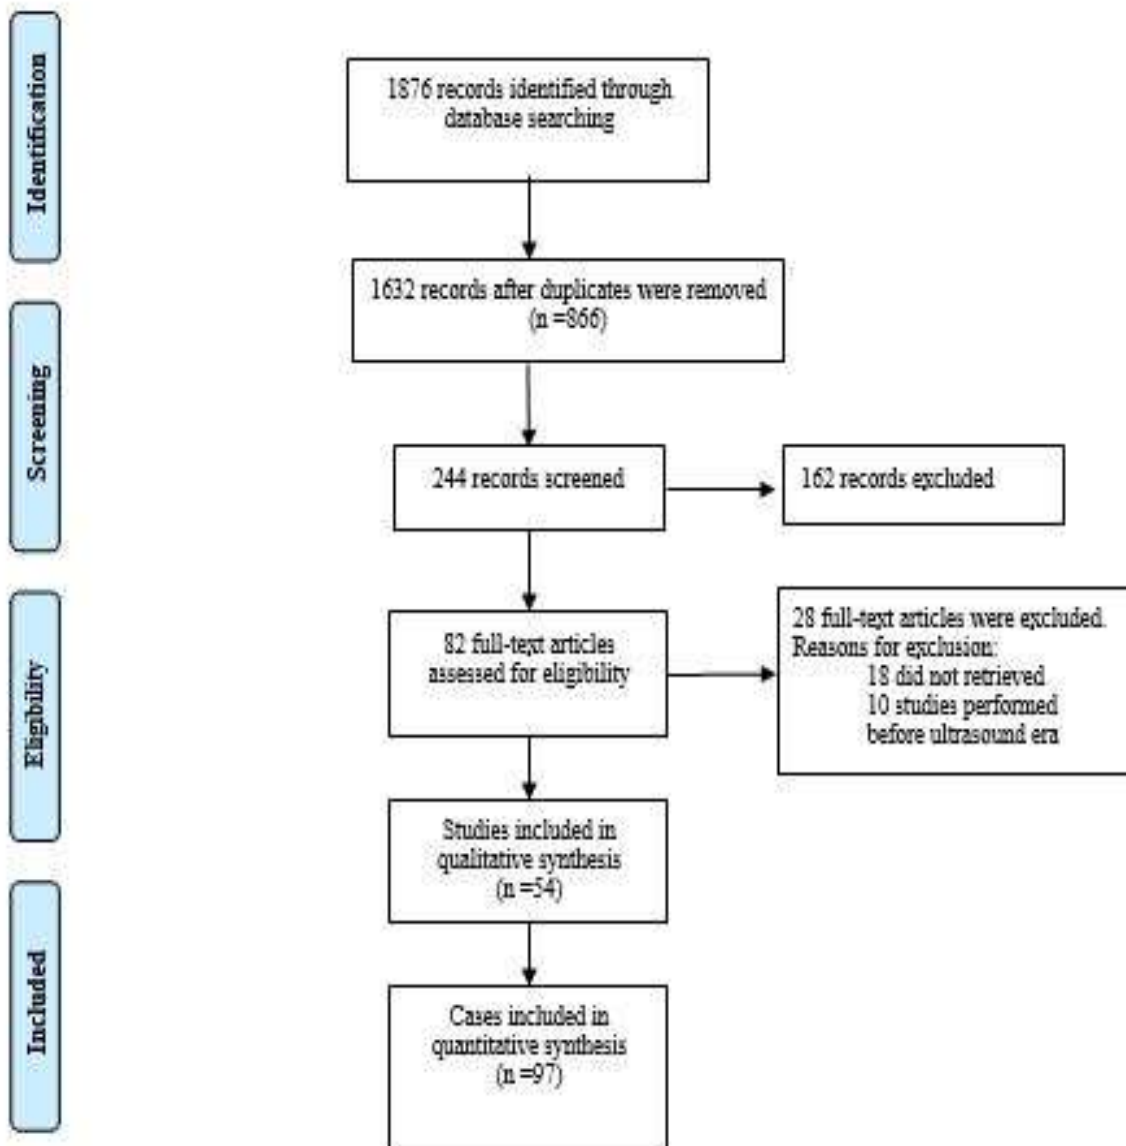 Identification
1876 records identified through
database searching
1632 records after duplicates were removed
(n =866)
Screening
244 records screened
162 records excluded
Eligibility
82 full-text articles
assessed for eligibility
28 full-text articles were excluded.
Reasons for exclusion:
18 did not retrieved
10 studies performed
before ultrasound era
Studies included in
qualitative synthesis
(n =54)
Included
Cases included in
quantitative synthesis
(n =97)